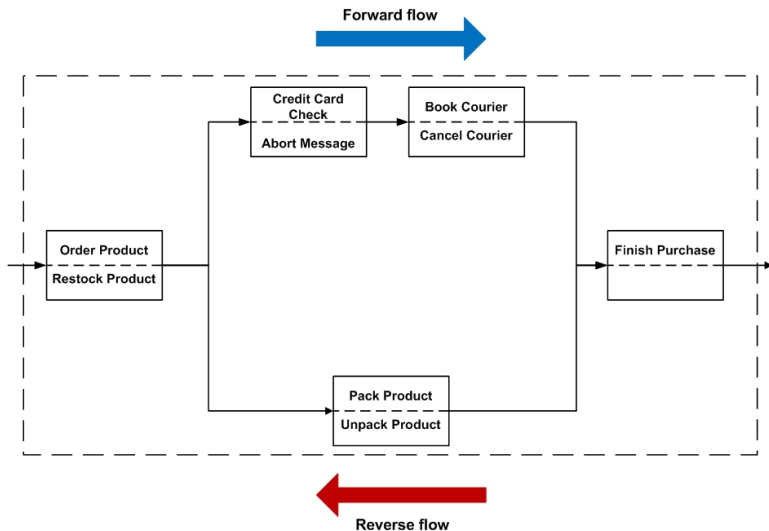 Forward flow
Credit Card
Check
Abort Message
Book Courier
Cancel Courier
Order Product
Restock Product
Finish Purchase
Pack Product
Unpack Product
Reverse flow